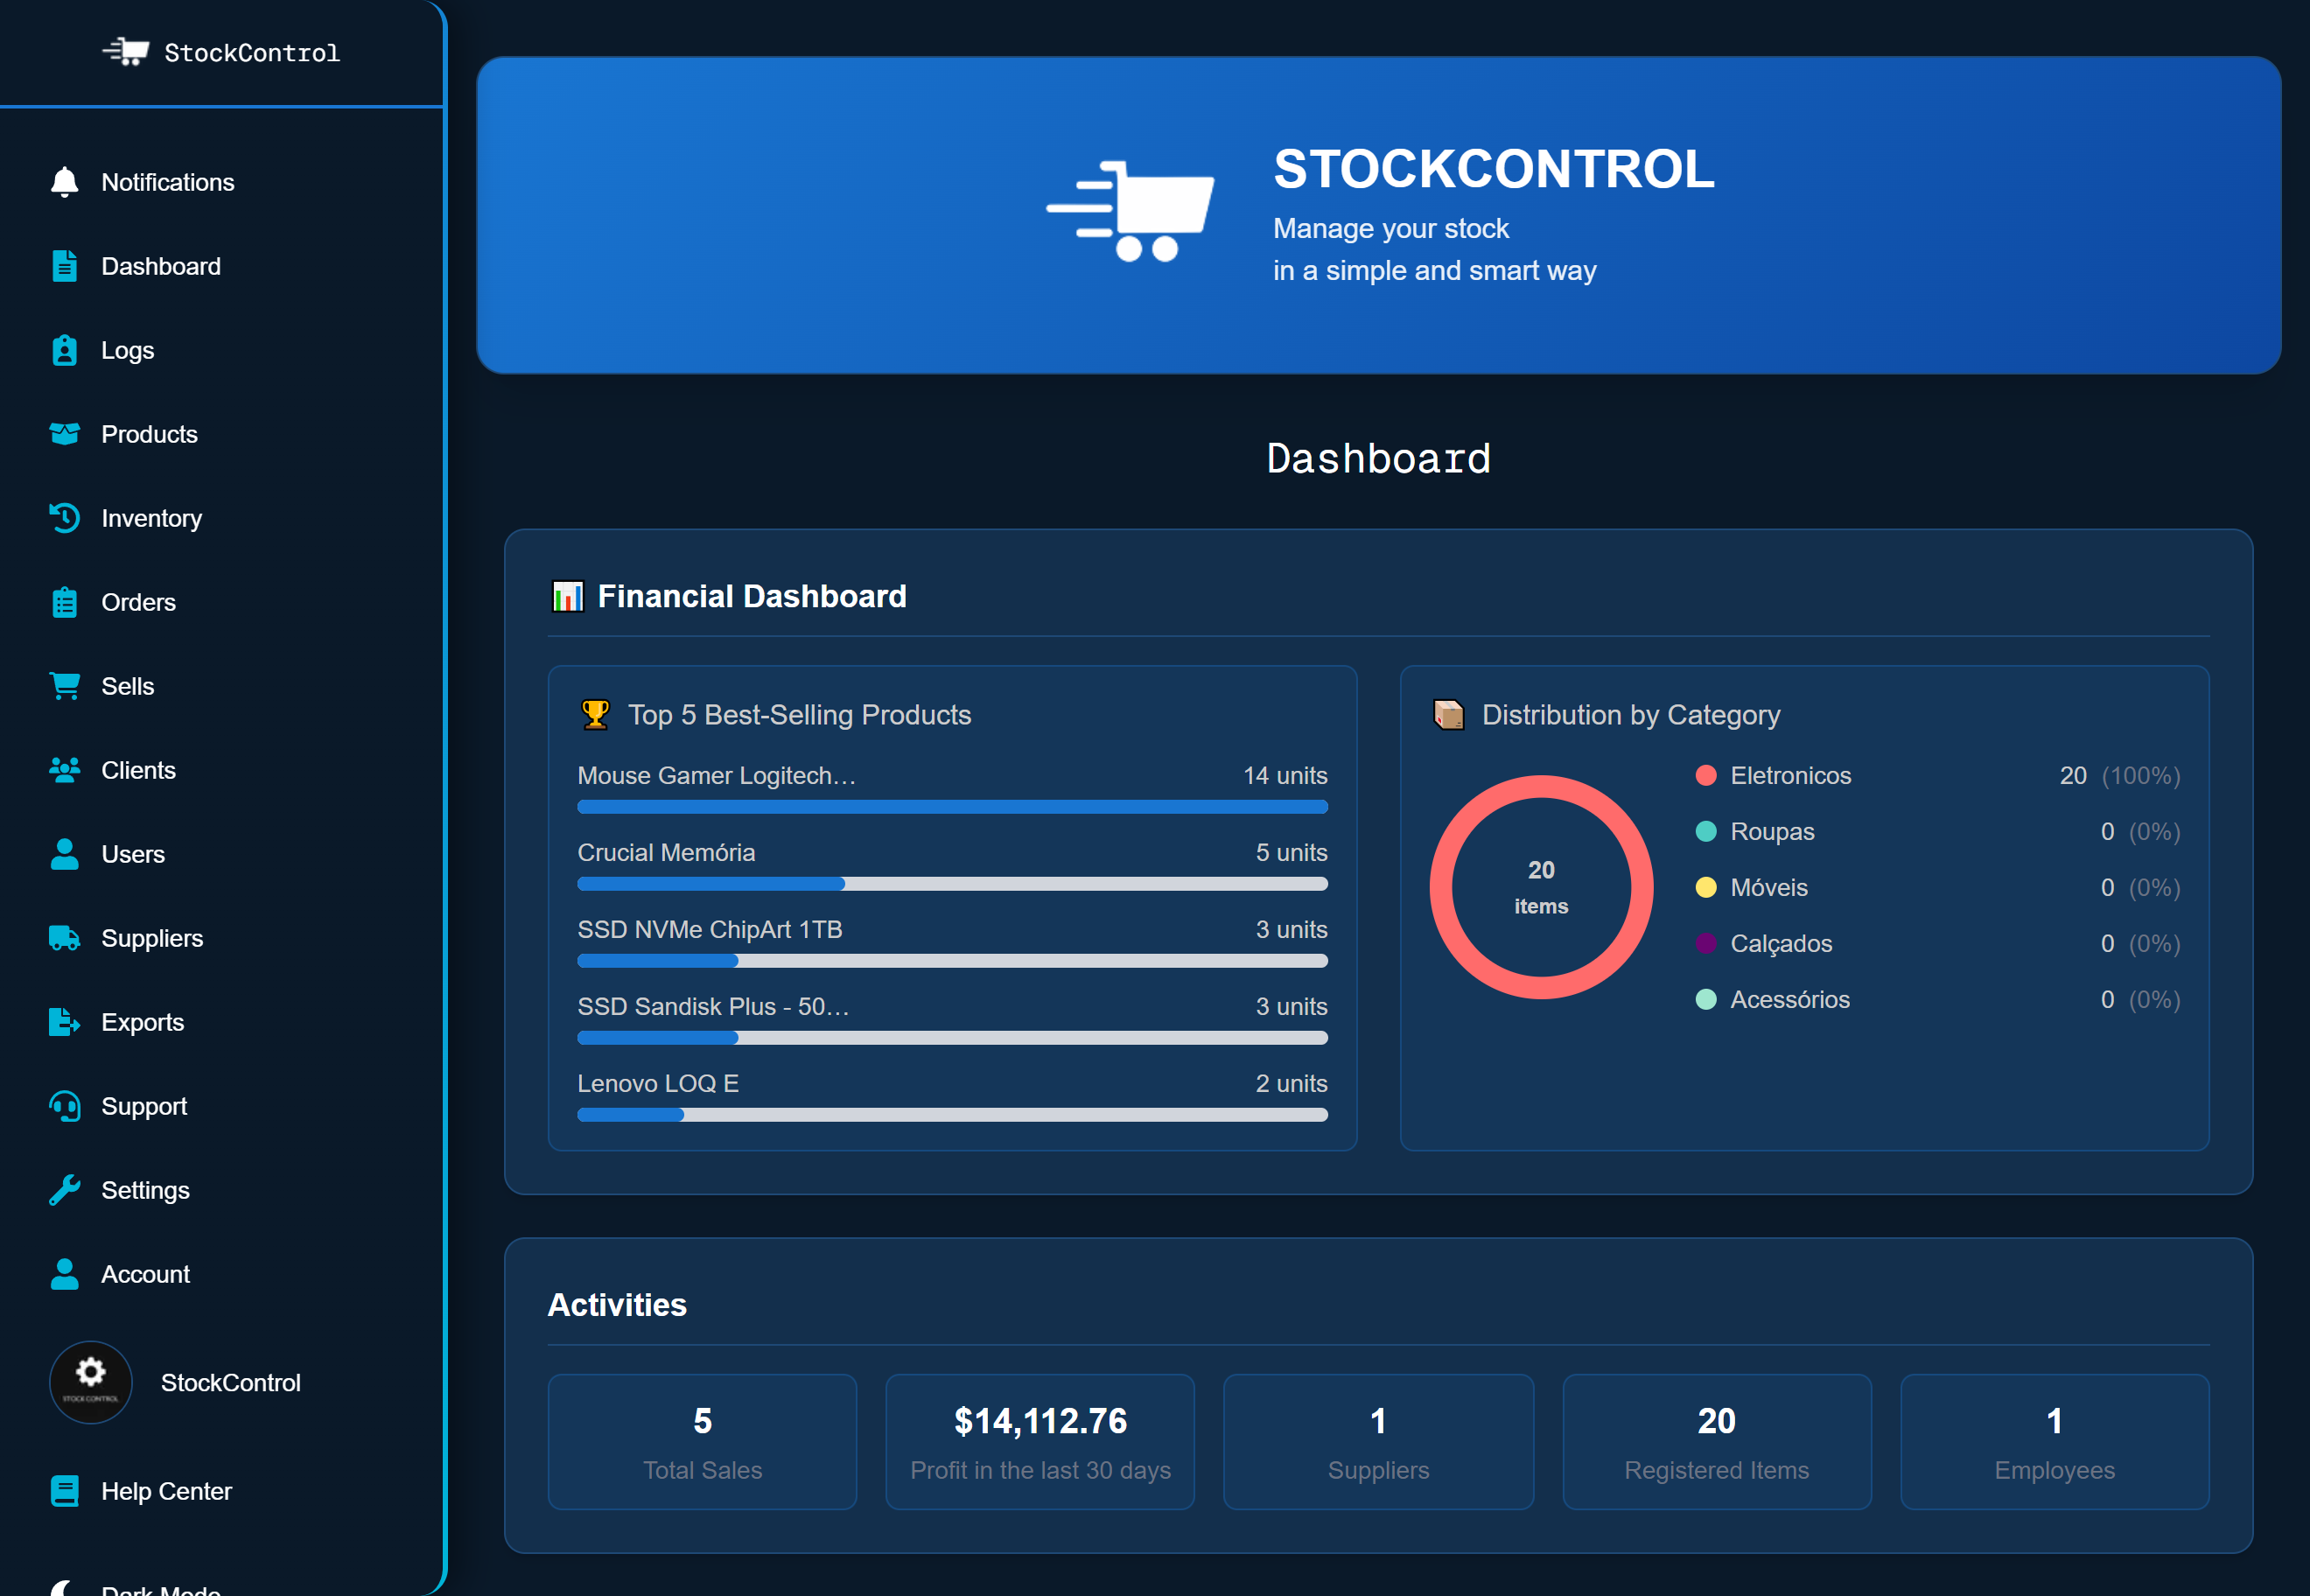 StockControl
Notifications
Dashboard
Logs
Products
Inventory
Orders
Sells
Clients
Users
Suppliers
Exports
Support
Settings
Account
STOCK CONTROL
StockControl
Help Center
Dark Mode
STOCKCONTROL
Manage your stock
in a simple and smart way
Dashboard
Financial Dashboard
Top 5 Best-Selling Products
Mouse Gamer Logitech… 14 units
Crucial Memória 5 units
SSD NVMe ChipArt 1TB 3 units
SSD Sandisk Plus - 50… 3 units
Lenovo LOQ E 2 units
Distribution by Category
20
items
Eletronicos 20 (100%)
Roupas 0 (0%)
Móveis 0 (0%)
Calçados 0 (0%)
Acessórios 0 (0%)
Activities
5
Total Sales
$14,112.76
Profit in the last 30 days
1
Suppliers
20
Registered Items
1
Employees